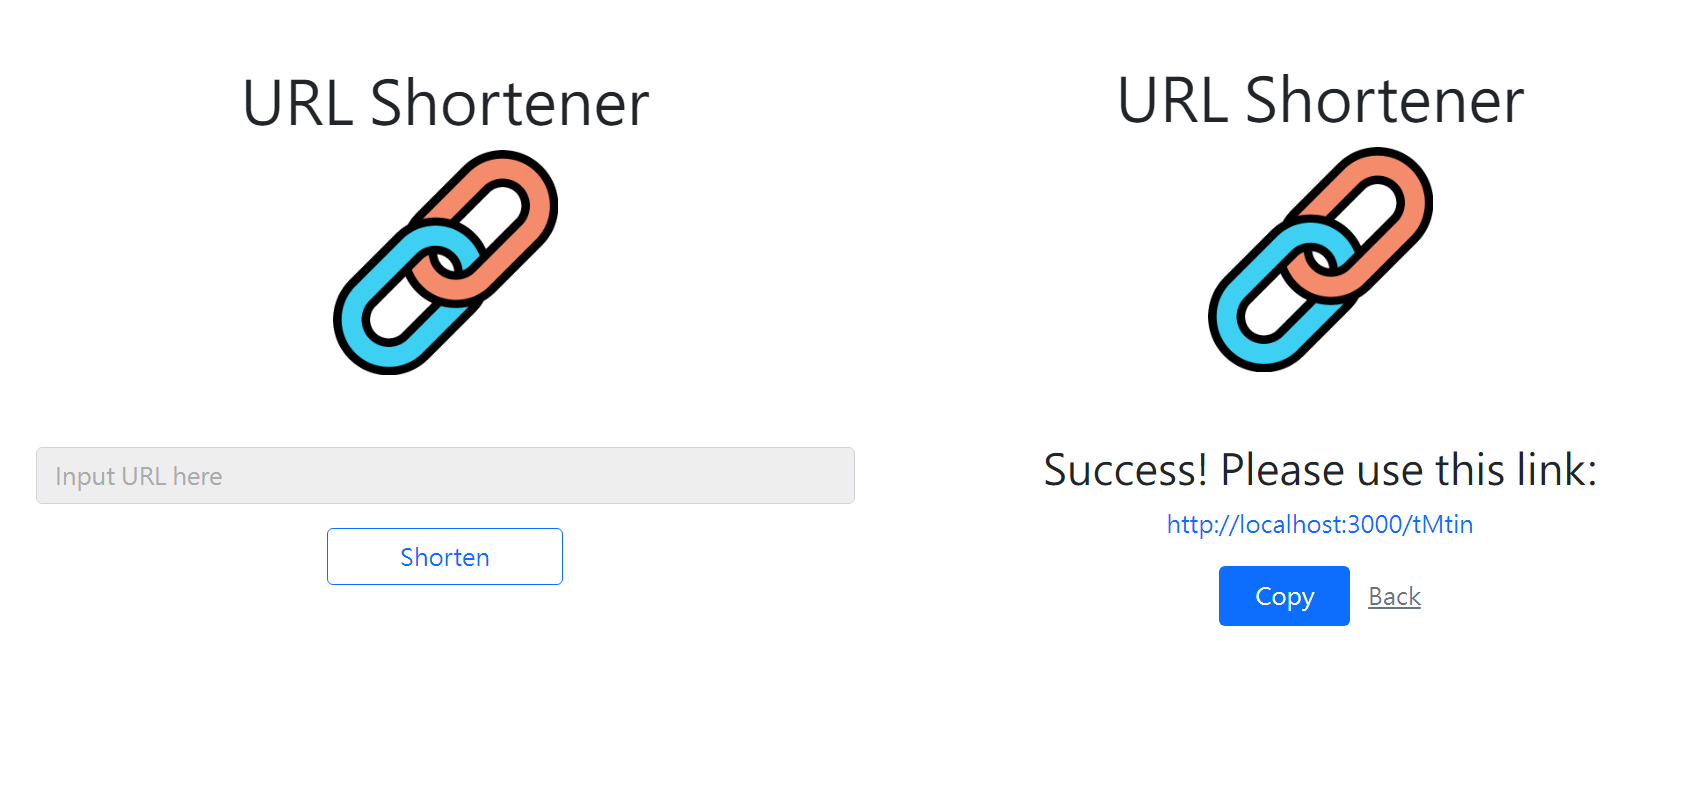 URL Shortener
Input URL here
Shorten
URL Shortener
Success! Please use this link:
http://localhost:3000/tMtin
Copy Back